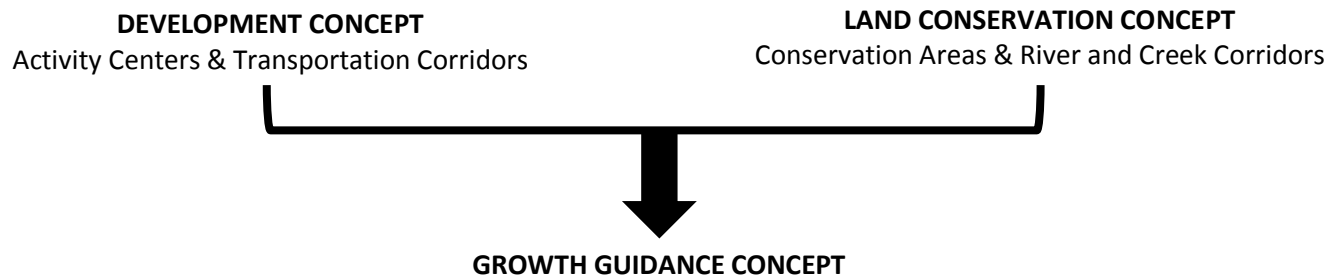 DEVELOPMENT CONCEPT
Activity Centers & Transportation Corridors
LAND CONSERVATION CONCEPT
Conservation Areas & River and Creek Corridors
GROWTH GUIDANCE CONCEPT